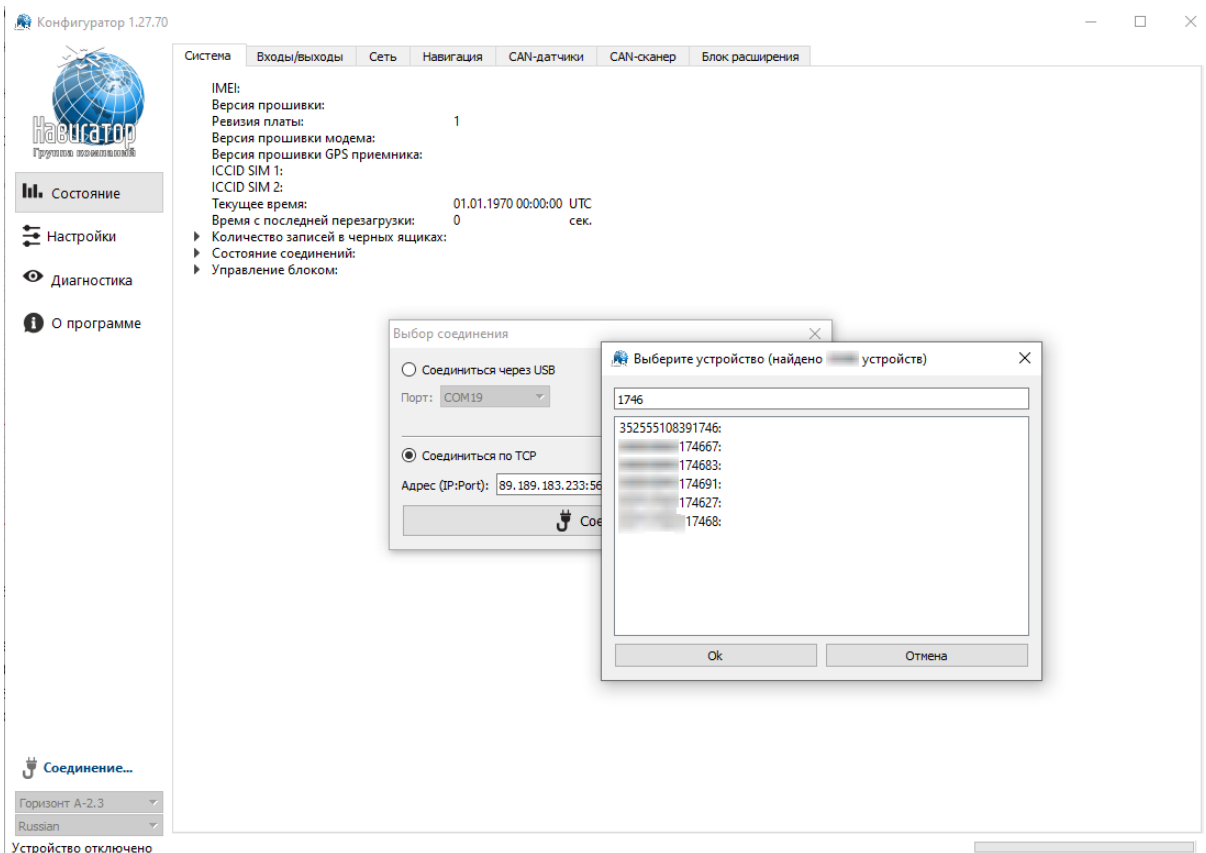 Конфигуратор 1.27.70
Навигатор
Группа компаний
Состояние
Настройки
Диагностика
О программе
Система Входы/выходы Сеть Навигация CAN-датчики CAN-сканер Блок расширения
IMEI:
Версия прошивки:
Ревизия платы: 1
Версия прошивки модема:
Версия прошивки GPS приемника:
ICCID SIM 1:
ICCID SIM 2:
Текущее время: 01.01.1970 00:00:00 UTC
Время с последней перезагрузки: 0 сек.
Количество записей в черных ящиках:
Состояние соединений:
Управление блоком:
Выбор соединения
Соединиться через USB
Порт: COM19
Соединиться по TCP
Адрес (IP:Port): 89.189.183.233:56
Сое
Выберите устройство (найдено устройств)
1746
352555108391746:
174667:
174683:
174691:
174627:
17468:
Ok Отмена
Соединение...
Горизонт А-2.3
Russian
Устройство отключено